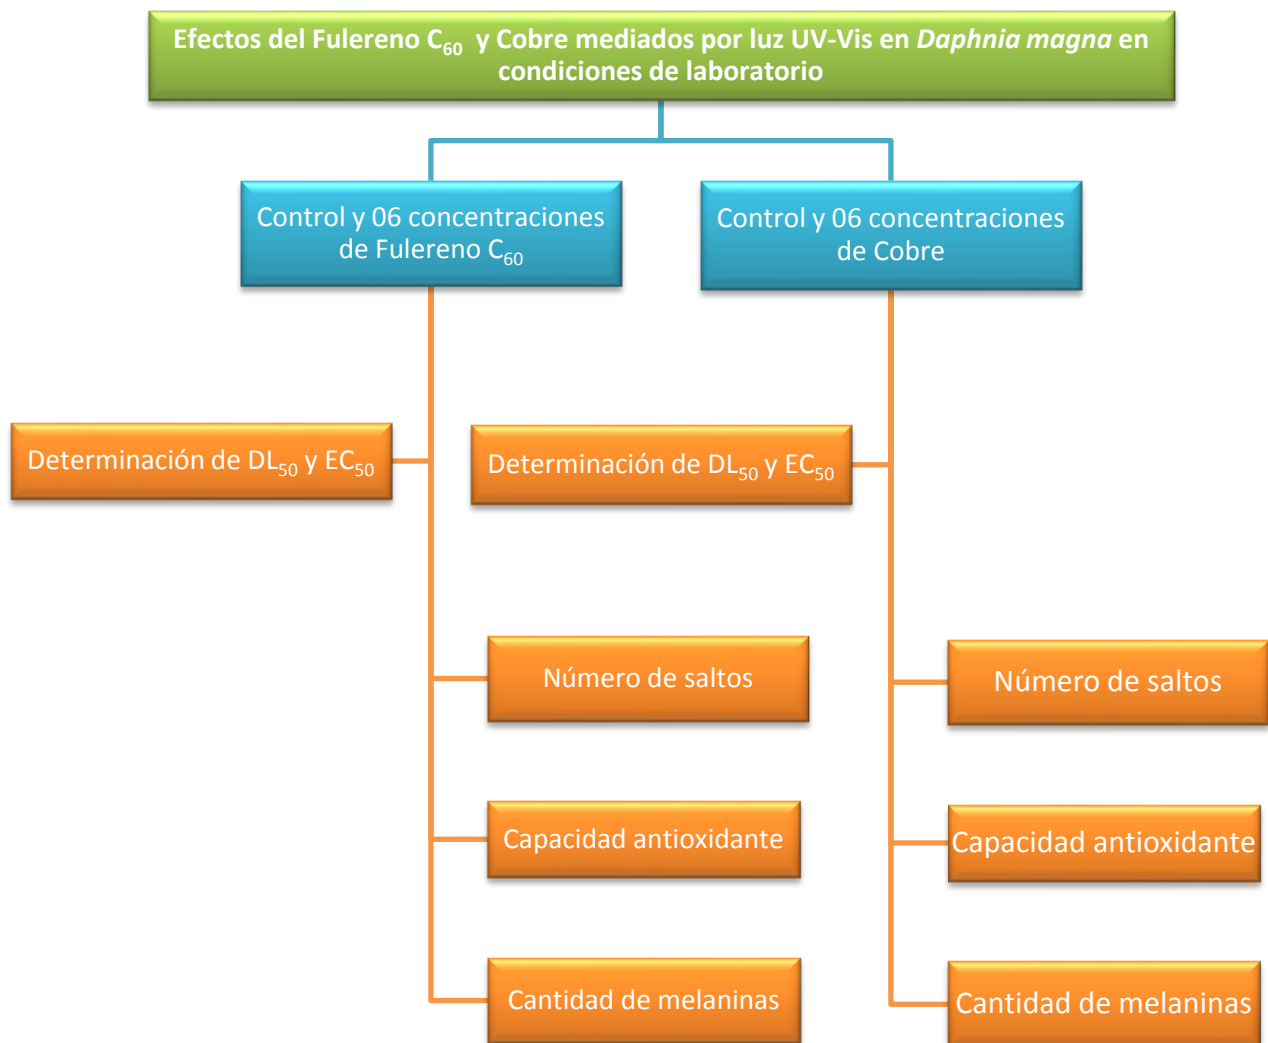 Efectos del Fulereno C₆₀ y Cobre mediados por luz UV-Vis en Daphnia magna en
condiciones de laboratorio
Control y 06 concentraciones
de Fulereno C₆₀
Control y 06 concentraciones
de Cobre
Determinación de DL₅₀ y EC₅₀
Determinación de DL₅₀ y EC₅₀
Número de saltos
Número de saltos
Capacidad antioxidante
Capacidad antioxidante
Cantidad de melaninas
Cantidad de melaninas